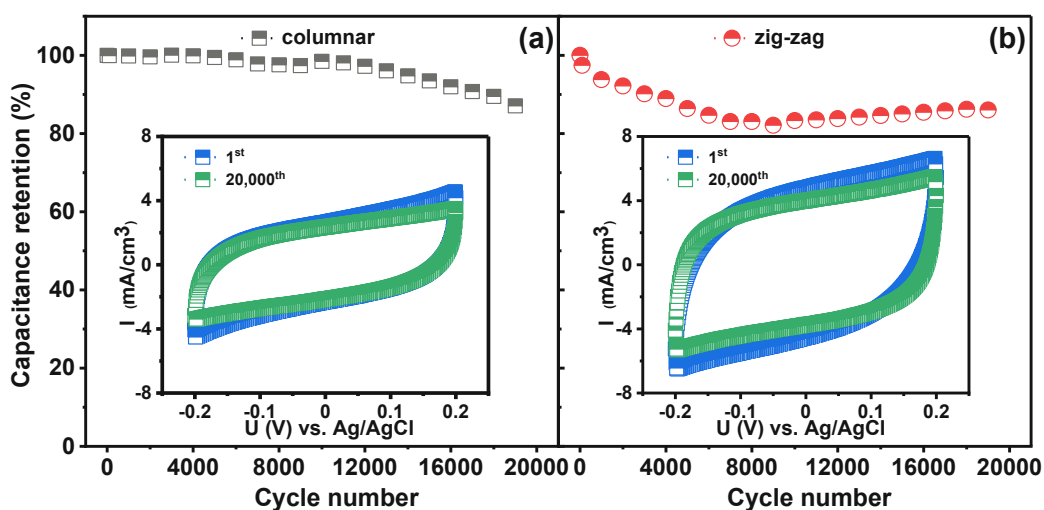 Capacitance retention (%)
100
80
60
40
20
0
columnar
(a)
8
4
0
-4
-8
I (mA/cm3)
1st
20,000th
-0.2
-0.1
0
0.1
0.2
U (V) vs. Ag/AgCl
0
4000
8000
12000
16000
20000
Cycle number
zig-zag
(b)
8
4
0
-4
-8
I (mA/cm3)
1st
20,000th
-0.2
-0.1
0
0.1
0.2
U (V) vs. Ag/AgCl
0
4000
8000
12000
16000
20000
Cycle number